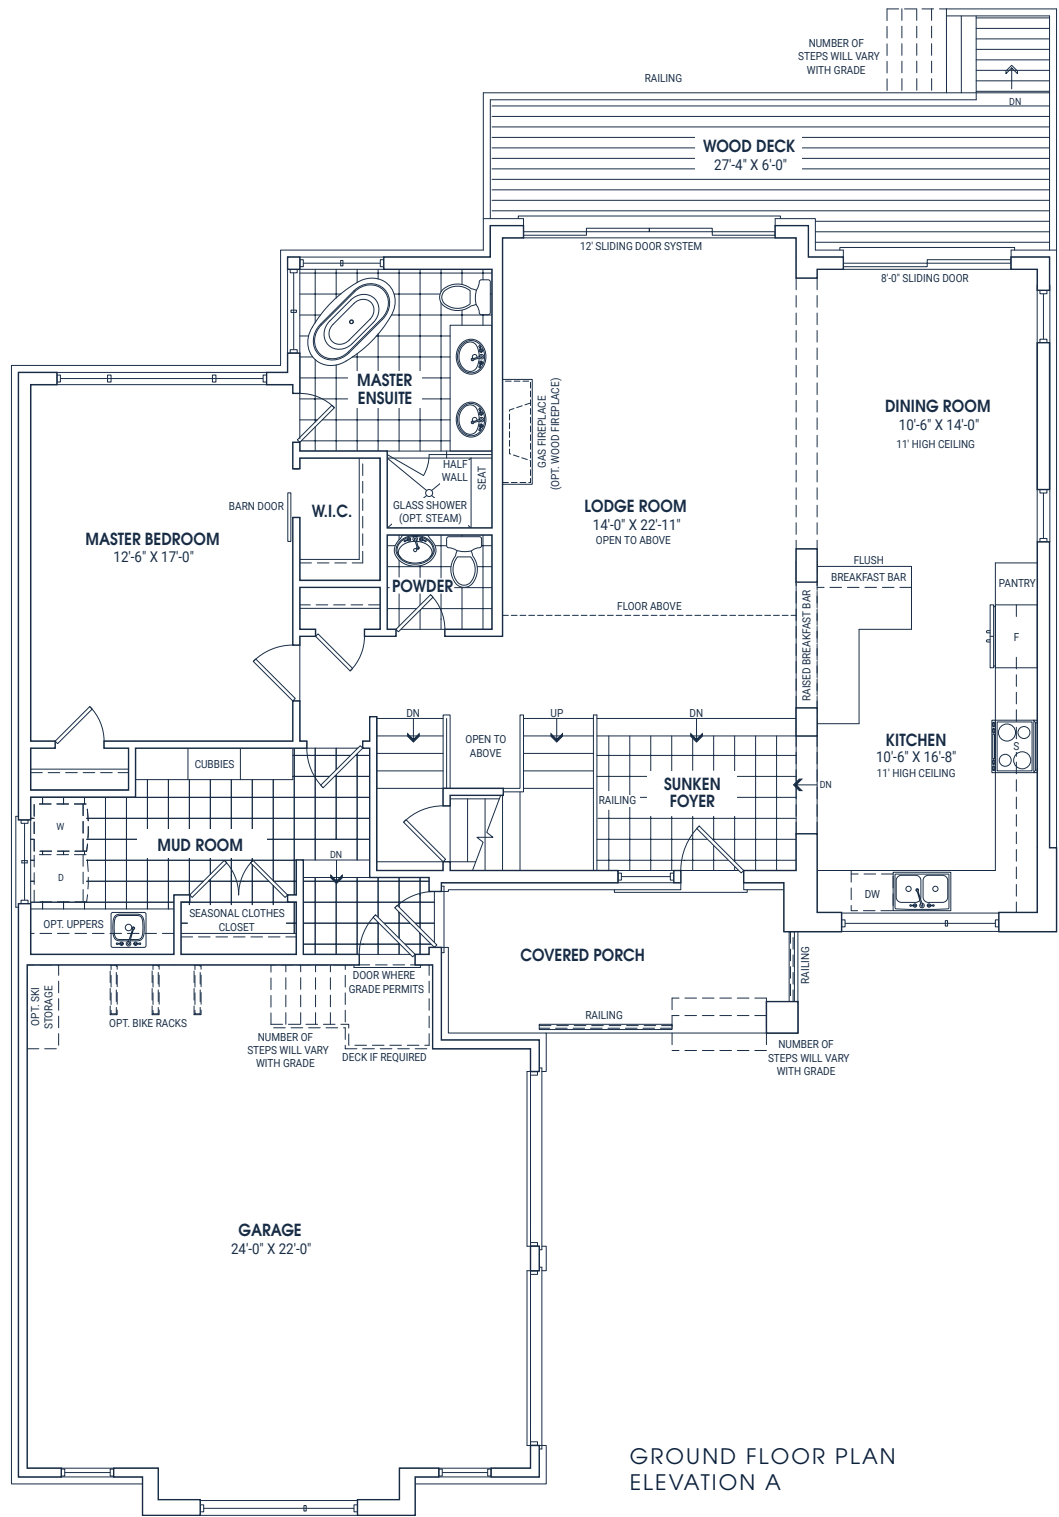 NUMBER OF
STEPS WILL VARY
WITH GRADE
RAILING
DN
WOOD DECK
27'-4" X 6'-0"
12' SLIDING DOOR SYSTEM
8'-0" SLIDING DOOR
MASTER
ENSUITE
GAS FIREPLACE
(OPT. WOOD FIREPLACE)
DINING ROOM
10'-6" X 14'-0"
11' HIGH CEILING
HALF
WALL
SEAT
GLASS SHOWER
(OPT. STEAM)
BARN DOOR
W.I.C.
LODGE ROOM
14'-0" X 22'-11"
OPEN TO ABOVE
MASTER BEDROOM
12'-6" X 17'-0"
POWDER
FLUSH
BREAKFAST BAR
PANTRY
FLOOR ABOVE
RAISED BREAKFAST BAR
F
DN
UP
DN
OPEN TO
ABOVE
KITCHEN
10'-6" X 16'-8"
11' HIGH CEILING
S
CUBBIES
SUNKEN
FOYER
RAILING
DN
W
MUD ROOM
DN
D
DW
OPT. UPPERS
SEASONAL CLOTHES
CLOSET
COVERED PORCH
RAILING
DOOR WHERE
GRADE PERMITS
OPT. SKI
STORAGE
OPT. BIKE RACKS
RAILING
NUMBER OF
STEPS WILL VARY
WITH GRADE
DECK IF REQUIRED
NUMBER OF
STEPS WILL VARY
WITH GRADE
GARAGE
24'-0" X 22'-0"
GROUND FLOOR PLAN
ELEVATION A